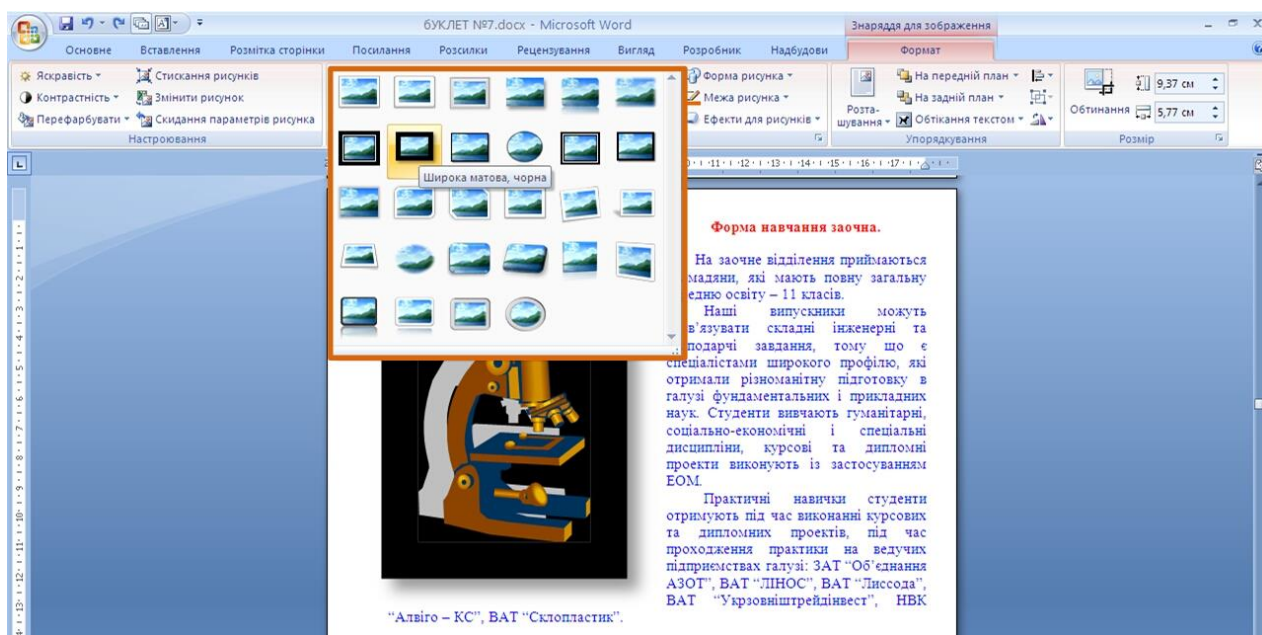 бУКЛЕТ №7.docx - Microsoft Word
Знаряддя для зображення
Основне Вставлення Розмітка сторінки Посилання Розсилки Рецензування Вигляд Розробник Надбудови Формат
Яскравість
Контрастність
Перефарбувати
Стискання рисунків
Змінити рисунок
Скидання параметрів рисунка
Настроювання
Широка матова, чорна
Форма рисунка
Межа рисунка
Ефекти для рисунків
Розта-
шування
На передній план
На задній план
Обтікання текстом
Упорядкування
Обтинання
9,37 см
5,77 см
Розмір
Форма навчання заочна.
На заочне відділення приймаються
мадяни, які мають повну загальну
едню освіту – 11 класів.
Наші випускники можуть
в’язувати складні інженерні та
подарчі завдання, тому що є
спеціалістами широкого профілю, які
отримали різноманітну підготовку в
галузі фундаментальних і прикладних
наук. Студенти вивчають гуманітарні,
соціально-економічні і спеціальні
дисципліни, курсові та дипломні
проекти виконують із застосуванням
ЕОМ.
Практичні навички студенти
отримують під час виконанні курсових
та дипломних проектів, під час
проходження практики на ведучих
підприємствах галузі: ЗАТ “Об’єднання
АЗОТ”, ВАТ “ЛІНОС”, ВАТ “Лиссода”,
ВАТ “Укрзовніштрейдінвест”, НВК
“Алвіго – КС”, ВАТ “Склопластик”.